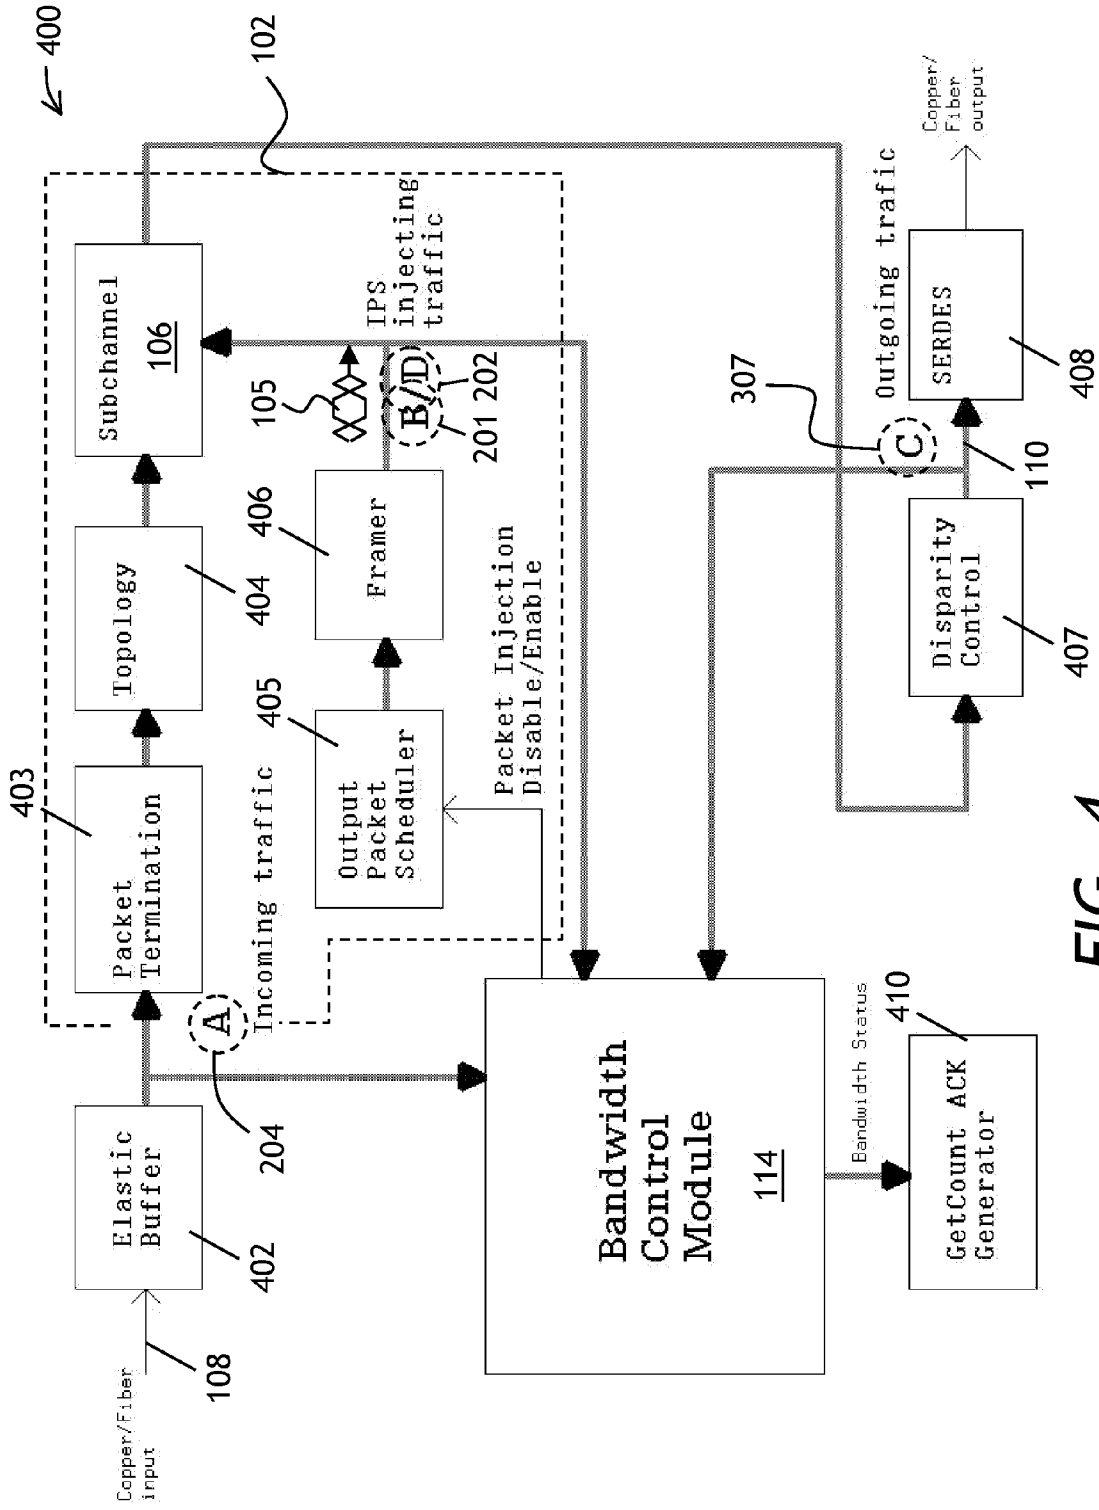 400
102
Subchannel
106
Topology
404
Packet
Termination
403
105
IPS
injecting
traffic
B/D
201
202
Framer
406
Output
Packet
Scheduler
405
Incoming traffic
A
204
Elastic
Buffer
402
108
Copper/Fiber
input
Packet Injection
Disable/Enable
Bandwidth
Control
Module
114
Bandwidth Status
GetCount ACK
Generator
410
Disparity
Control
407
307
C
110
Outgoing trafic
SERDES
408
Copper/
Fiber
output
FIG. 4